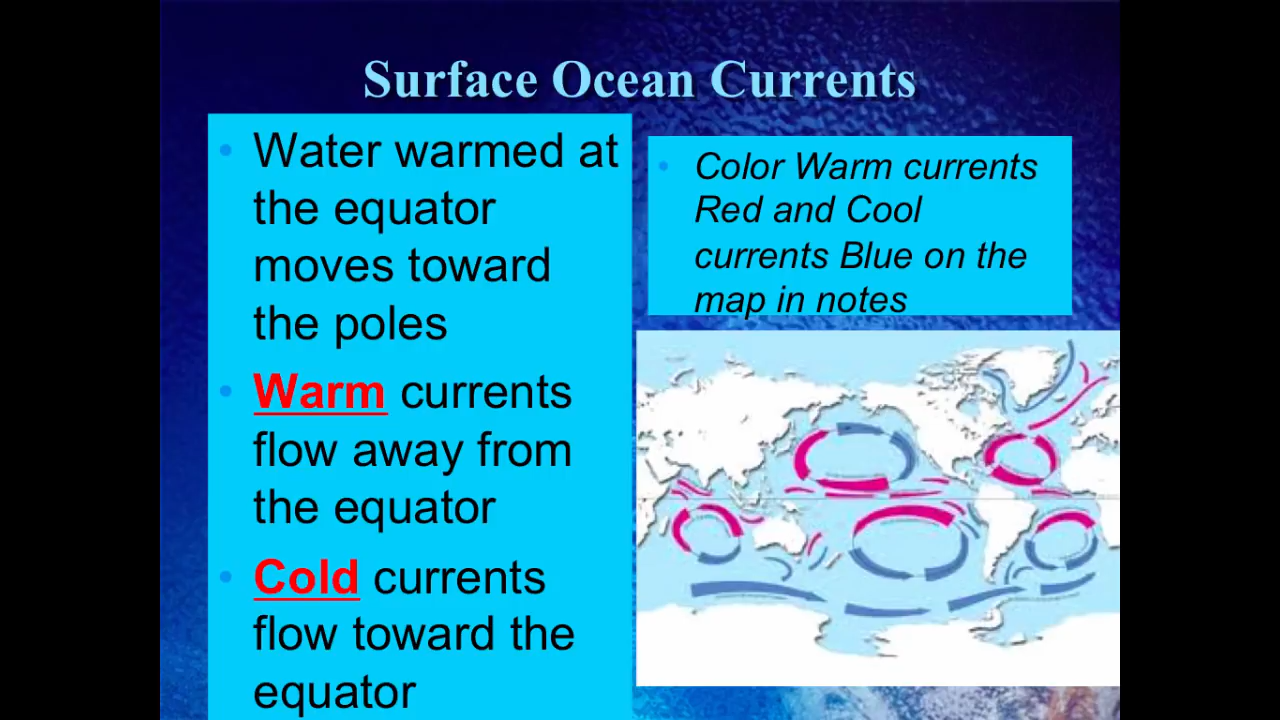 Surface Ocean Currents
• Water warmed at
the equator
moves toward
the poles
• Warm currents
flow away from
the equator
• Cold currents
flow toward the
equator
• Color Warm currents
Red and Cool
currents Blue on the
map in notes